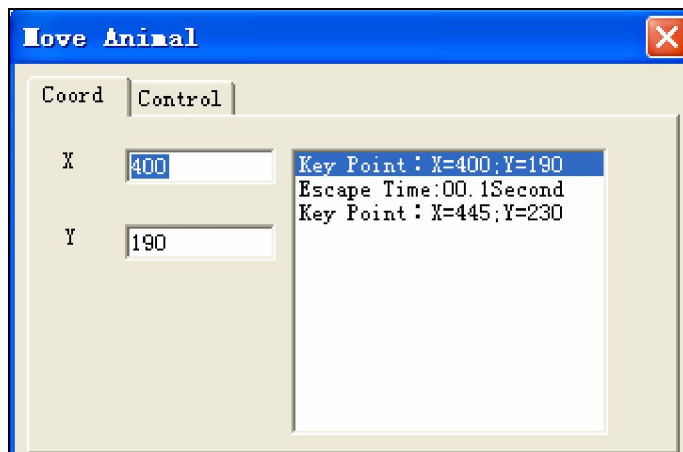 Move Animal
Coord Control
X 400
Y 190
Key Point：X=400;Y=190
Escape Time:00.1Second
Key Point：X=445;Y=230